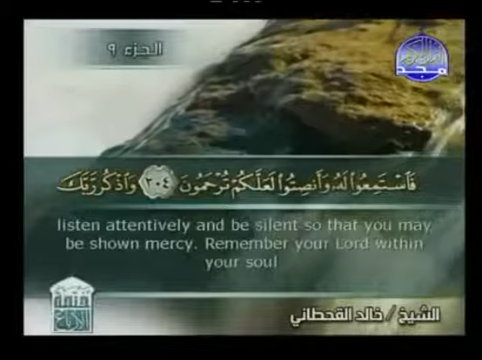 الجزء ٩
مجد
فَاسْتَمِعُوا لَهُ وَأَنصِتُوا لَعَلَّكُمْ تُرْحَمُونَ ٢٠٤ وَاذْكُر رَّبَّكَ
listen attentively and be silent so that you may
be shown mercy. Remember your Lord within
your soul
الشيخ / خالد القحطاني